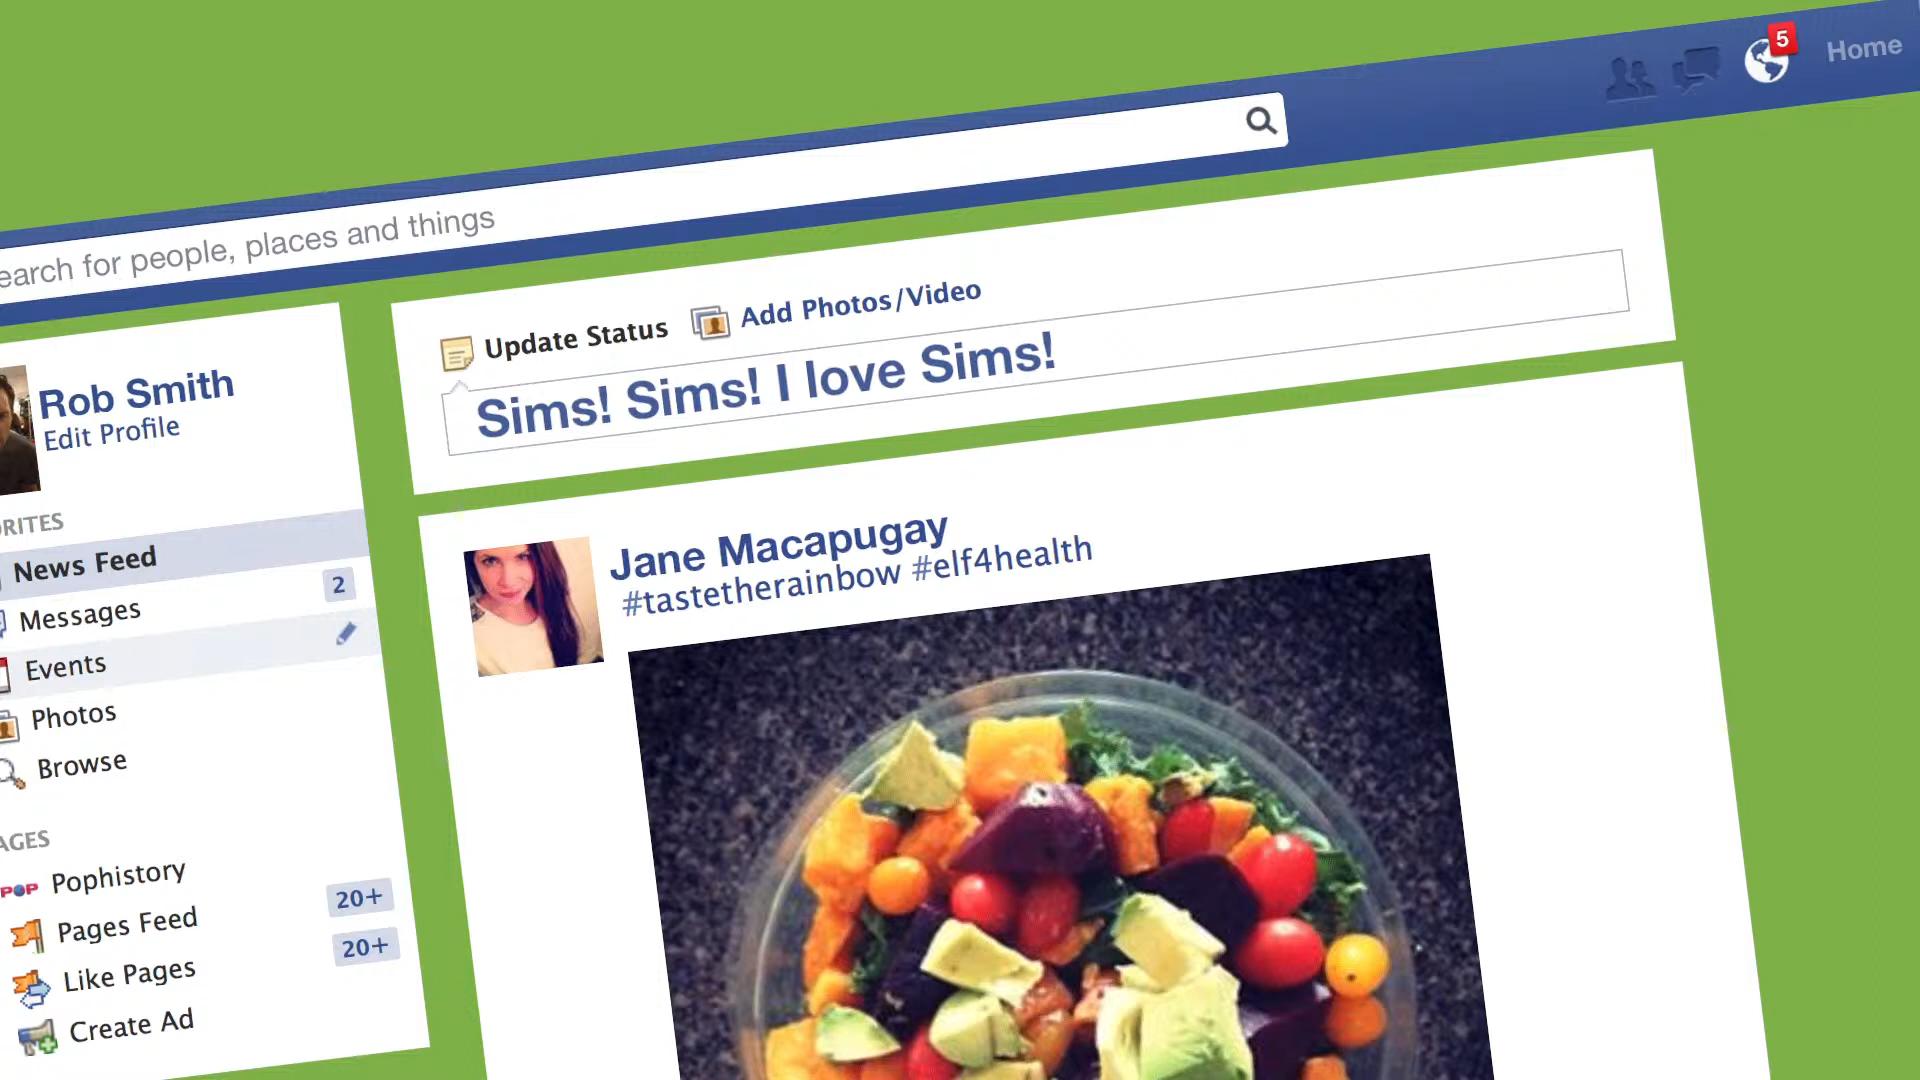 5
Home
earch for people, places and things
Update Status
Add Photos/Video
Sims! Sims! I love Sims!
Rob Smith
Edit Profile
ORITES
News Feed
Messages
2
Events
Photos
Browse
AGES
POP Pophistory
Pages Feed
20+
Like Pages
20+
Create Ad
Jane Macapugay
#tastetherainbow #elf4health